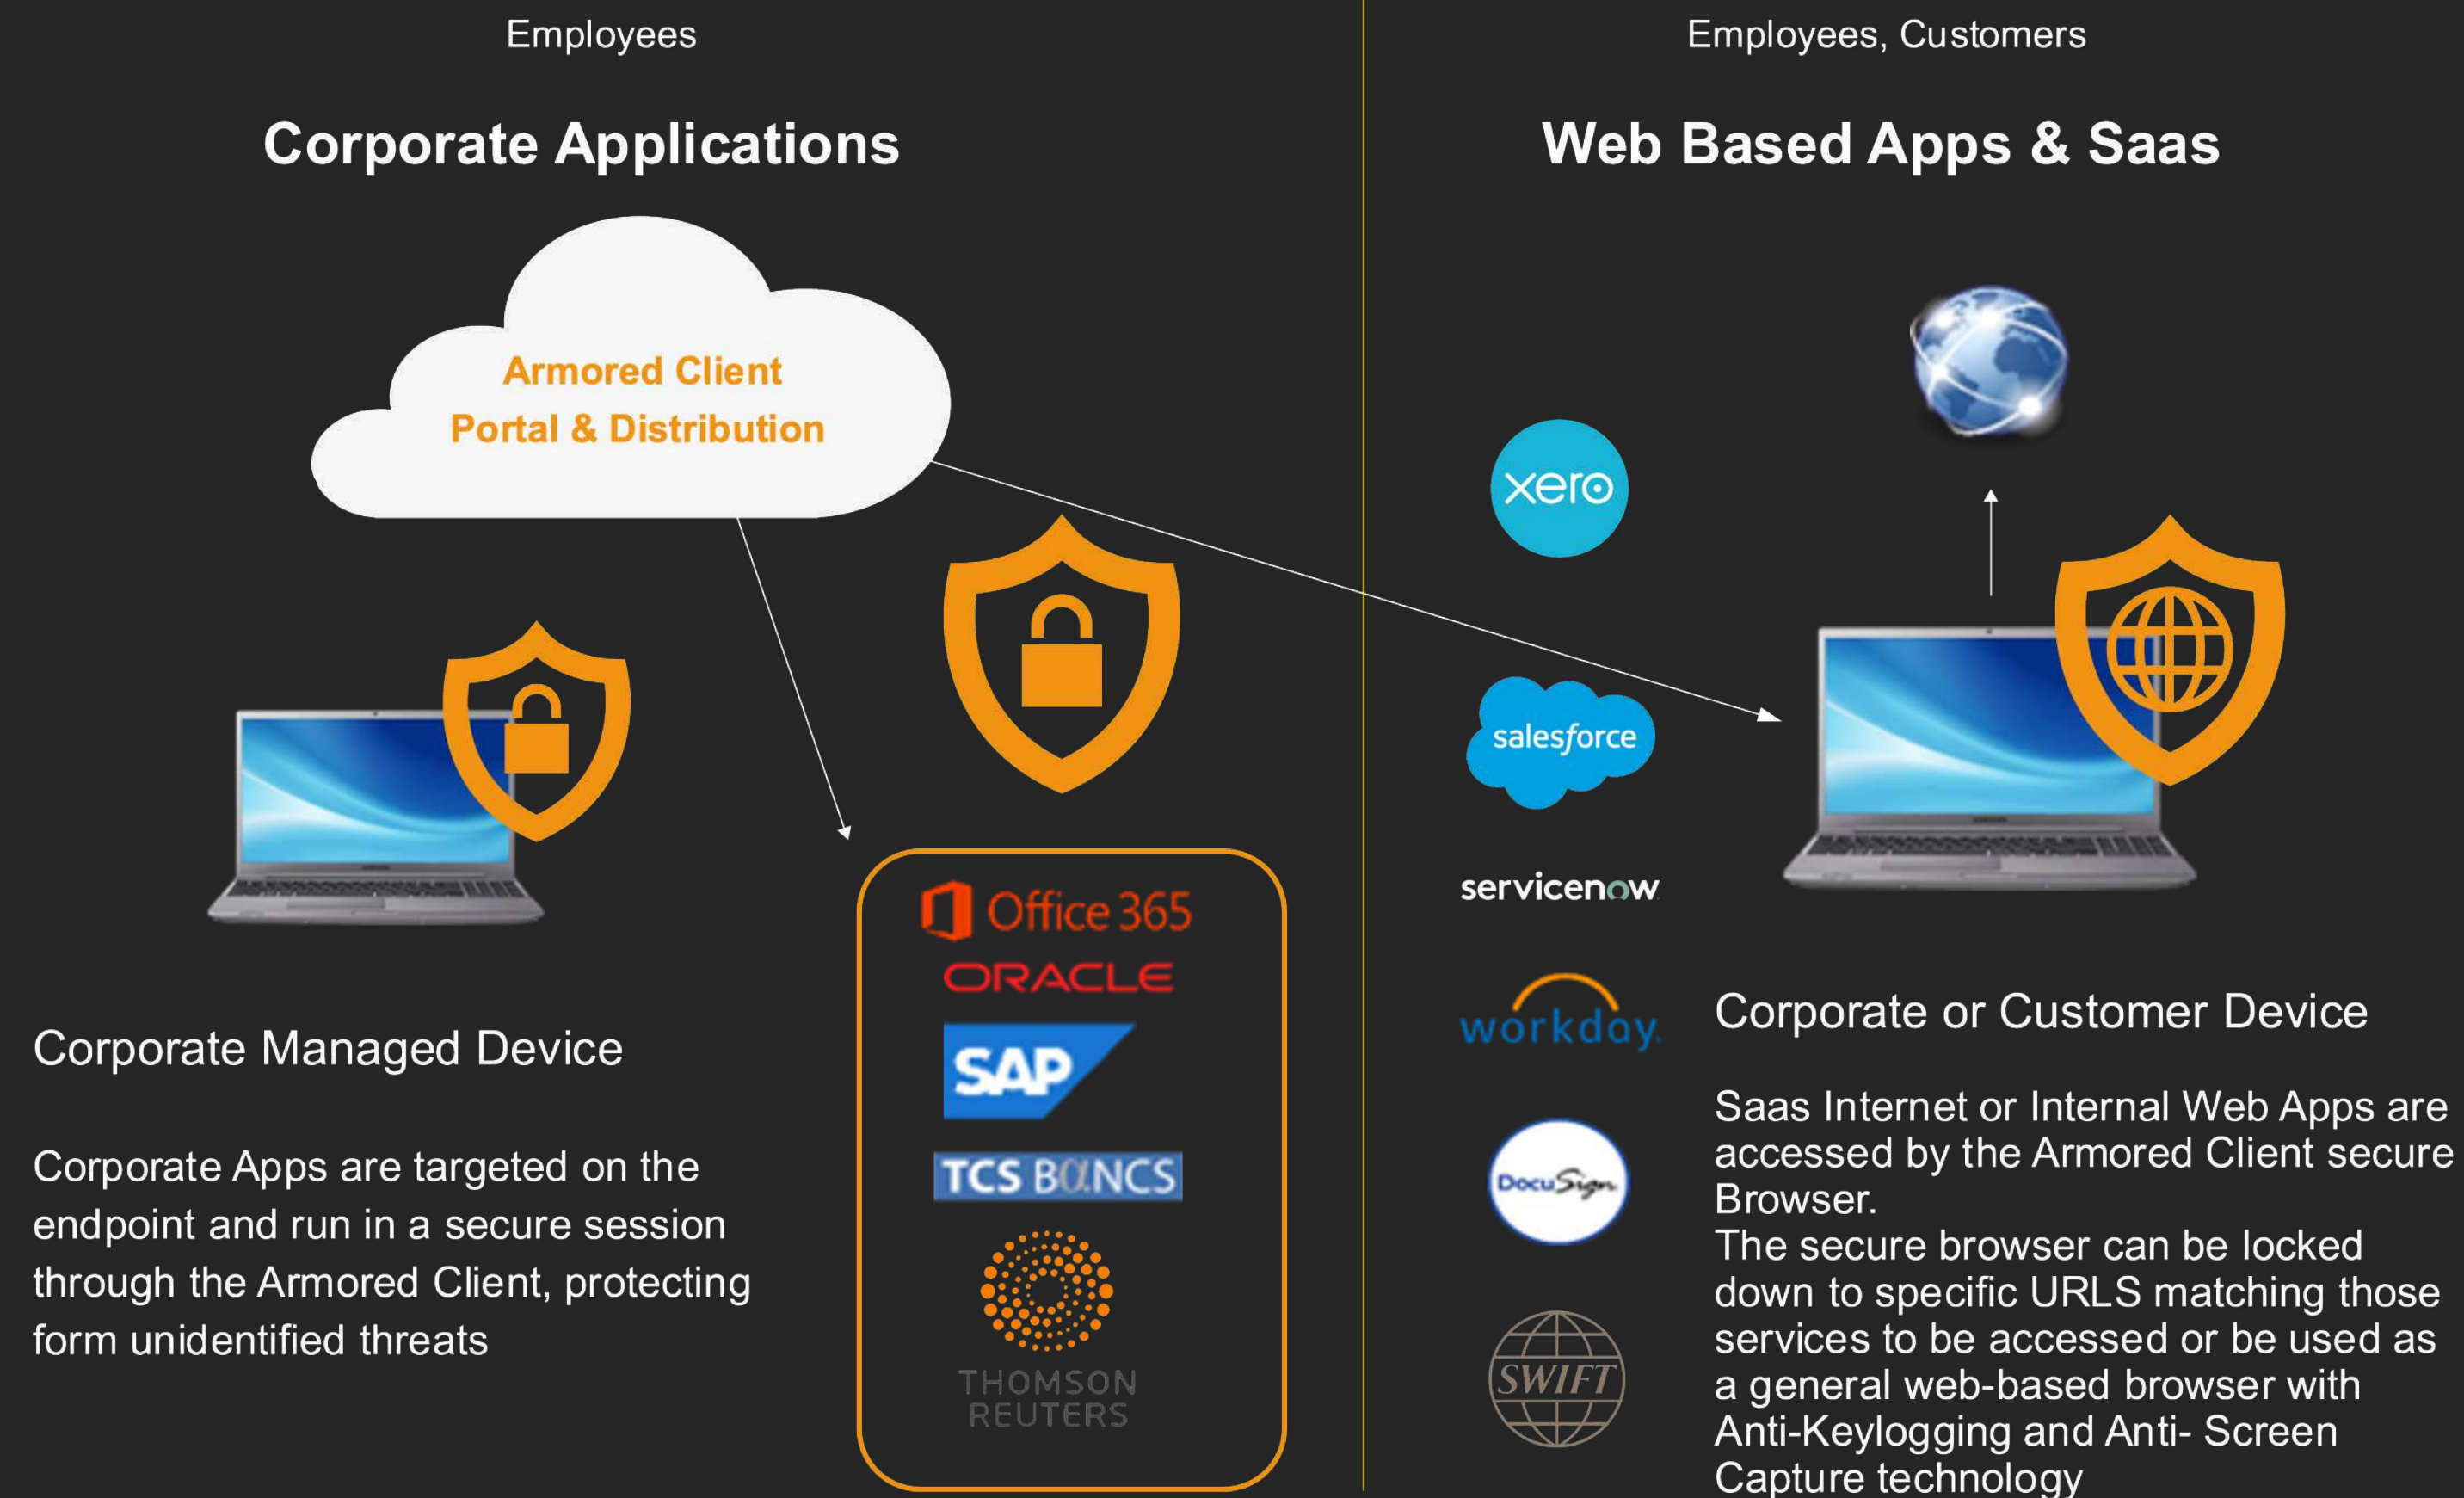 Employees
Corporate Applications
Armored Client
Portal & Distribution
Office 365
ORACLE
SAP
TCS BαNCS
THOMSON
REUTERS
Corporate Managed Device
Corporate Apps are targeted on the
endpoint and run in a secure session
through the Armored Client, protecting
form unidentified threats
Employees, Customers
Web Based Apps & Saas
xero
salesforce
servicenow
workday.
DocuSign
SWIFT
Corporate or Customer Device
Saas Internet or Internal Web Apps are
accessed by the Armored Client secure
Browser.
The secure browser can be locked
down to specific URLS matching those
services to be accessed or be used as
a general web-based browser with
Anti-Keylogging and Anti- Screen
Capture technology